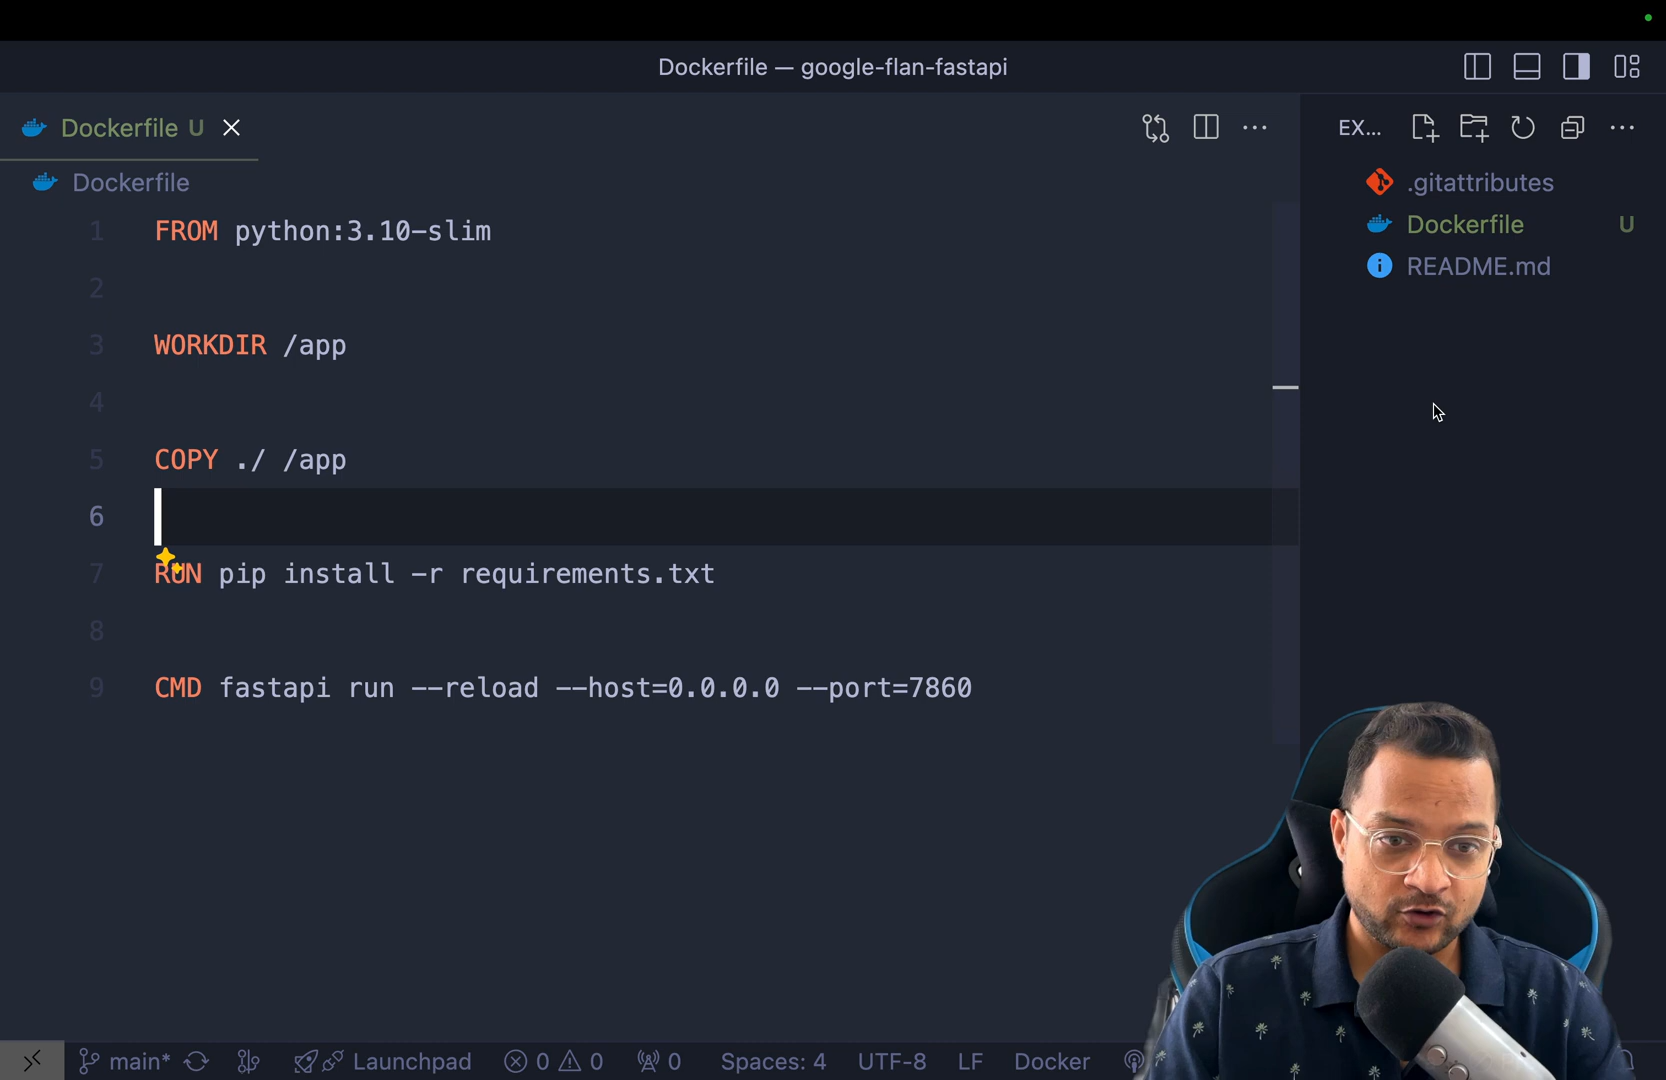 Dockerfile — google-flan-fastapi
Dockerfile U
EX...
Dockerfile
.gitattributes
Dockerfile U
README.md
1 FROM python:3.10-slim
2
3 WORKDIR /app
4
5 COPY ./ /app
6
7 RUN pip install -r requirements.txt
8
9 CMD fastapi run --reload --host=0.0.0.0 --port=7860
main* Launchpad 0 0 0 Spaces: 4 UTF-8 LF Docker